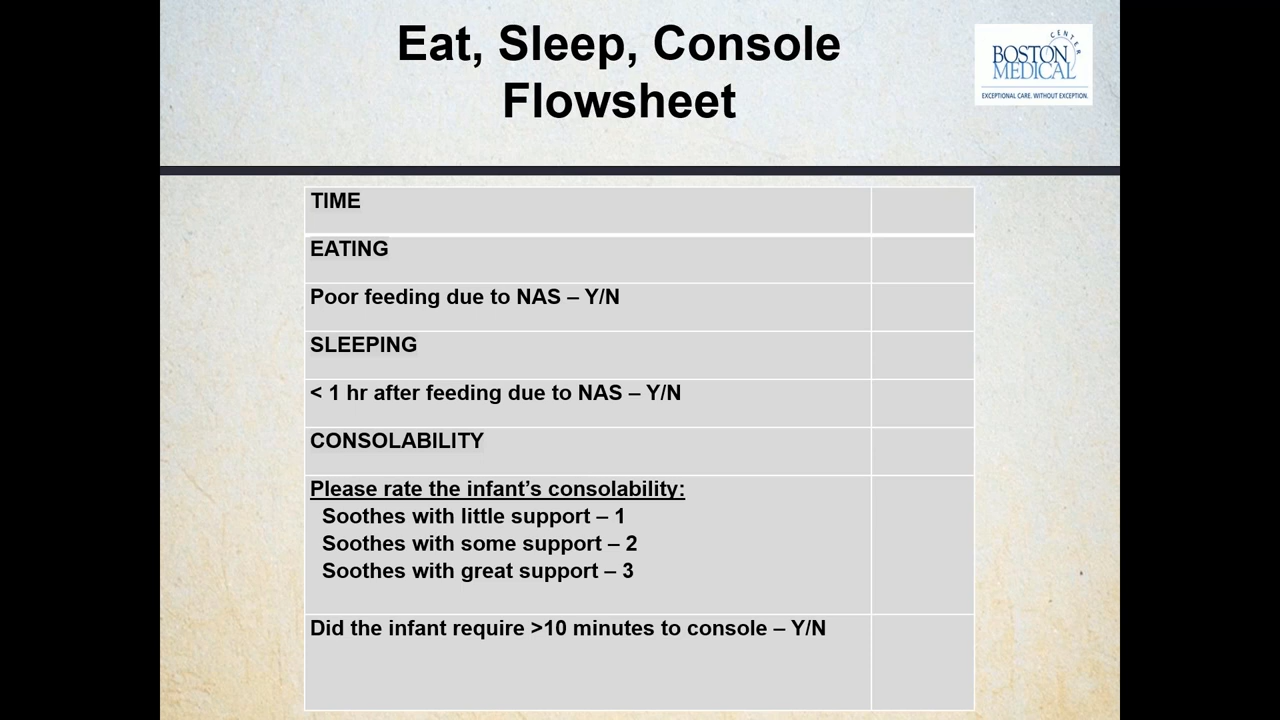 Eat, Sleep, Console
Flowsheet
CENTER
BOSTON
MEDICAL
EXCEPTIONAL CARE. WITHOUT EXCEPTION.
TIME
EATING
Poor feeding due to NAS – Y/N
SLEEPING
< 1 hr after feeding due to NAS – Y/N
CONSOLABILITY
Please rate the infant’s consolability:
Soothes with little support – 1
Soothes with some support – 2
Soothes with great support – 3
Did the infant require >10 minutes to console – Y/N